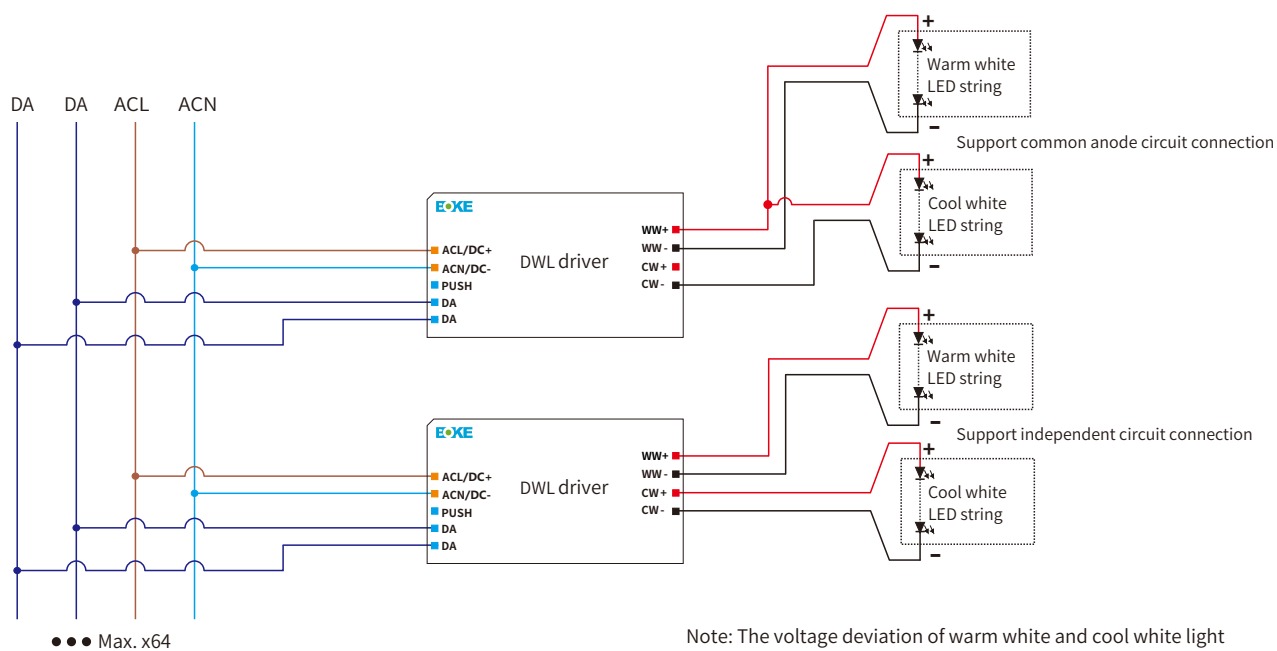 DA DA ACL ACN
+
Warm white
LED string
-
Support common anode circuit connection
+
Cool white
LED string
-
EOKE
DWL driver
ACL/DC+
ACN/DC-
PUSH
DA
DA
WW+
WW-
CW+
CW-
+
Warm white
LED string
-
Support independent circuit connection
+
Cool white
LED string
-
EOKE
DWL driver
ACL/DC+
ACN/DC-
PUSH
DA
DA
WW+
WW-
CW+
CW-
••• Max. x64
Note: The voltage deviation of warm white and cool white light